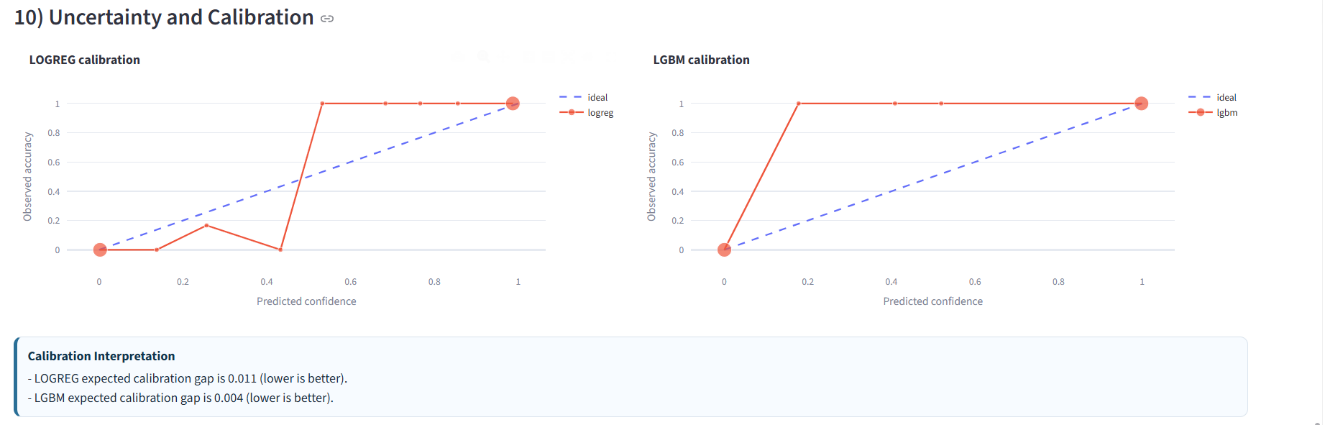 10) Uncertainty and Calibration
LOGREG calibration
1
0.8
0.6
0.4
0.2
0
Observed accuracy
0 0.2 0.4 0.6 0.8 1
Predicted confidence
ideal
logreg
LGBM calibration
1
0.8
0.6
0.4
0.2
0
Observed accuracy
0 0.2 0.4 0.6 0.8 1
Predicted confidence
ideal
lgbm
Calibration Interpretation
- LOGREG expected calibration gap is 0.011 (lower is better).
- LGBM expected calibration gap is 0.004 (lower is better).